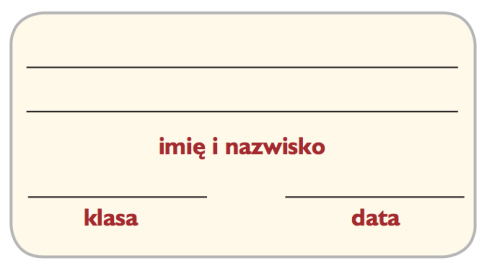 imię i nazwisko
klasa data